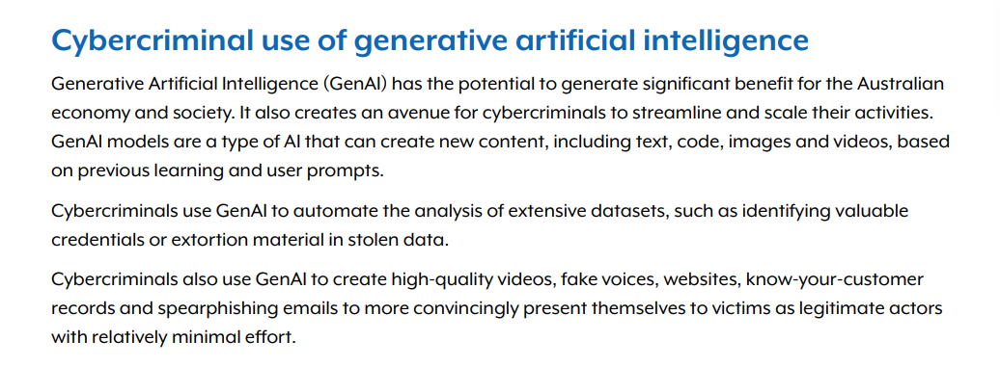 Cybercriminal use of generative artificial intelligence
Generative Artificial Intelligence (GenAI) has the potential to generate significant benefit for the Australian
economy and society. It also creates an avenue for cybercriminals to streamline and scale their activities.
GenAI models are a type of AI that can create new content, including text, code, images and videos, based
on previous learning and user prompts.
Cybercriminals use GenAI to automate the analysis of extensive datasets, such as identifying valuable
credentials or extortion material in stolen data.
Cybercriminals also use GenAI to create high-quality videos, fake voices, websites, know-your-customer
records and spearphishing emails to more convincingly present themselves to victims as legitimate actors
with relatively minimal effort.